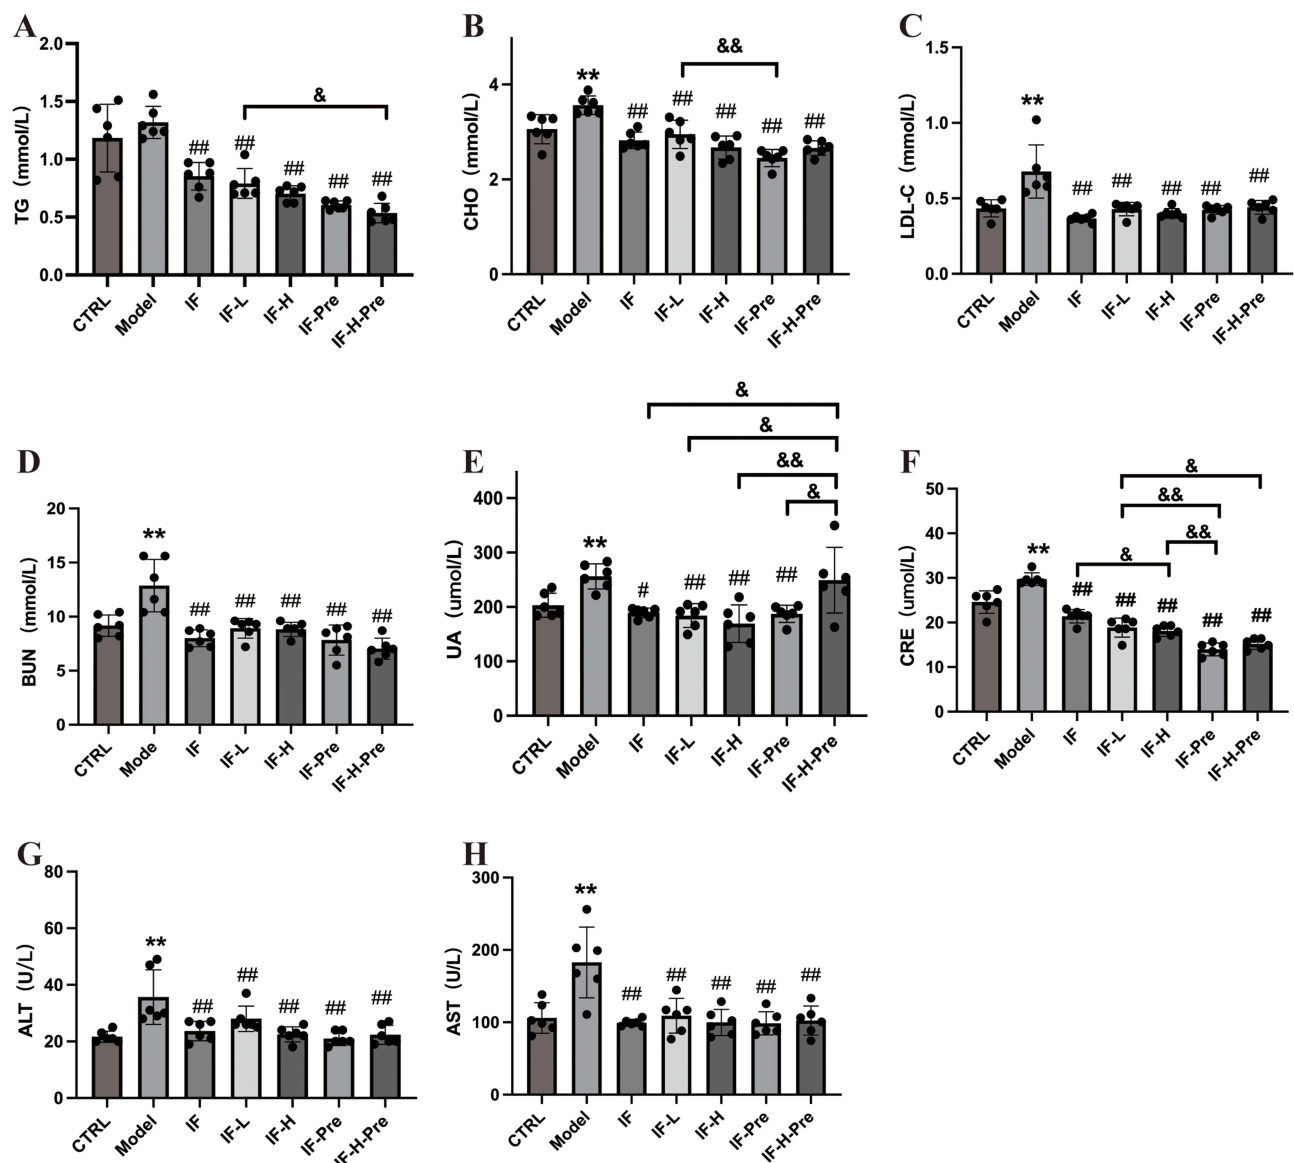 A
TG (mmol/L)
2.0
1.5
1.0
0.5
0.0
## ## ## ## ##
&
CTRL Model IF IF-L IF-H IF-Pre IF-H-Pre
B
CHO (mmol/L)
4
2
0
** ## ## ## ## ##
&&
CTRL Model IF IF-L IF-H IF-Pre IF-H-Pre
C
LDL-C (mmol/L)
1.5
1.0
0.5
0.0
** ## ## ## ## ##
CTRL Model IF IF-L IF-H IF-Pre IF-H-Pre
D
BUN (mmol/L)
20
15
10
5
0
** ## ## ## ## ##
CTRL Mode IF IF-L IF-H IF-Pre IF-H-Pre
E
UA (umol/L)
400
300
200
100
0
&
&
&&
&
** # ## ## ##
CTRL Model IF IF-L IF-H IF-Pre IF-H-Pre
F
CRE (umol/L)
50
40
30
20
10
0
&
&&
&&
&
** ## ## ## ## ##
CTRL Model IF IF-L IF-H IF-Pre IF-H-Pre
G
ALT (U/L)
80
60
40
20
0
** ## ## ## ## ##
CTRL Model IF IF-L IF-H IF-Pre IF-H-Pre
H
AST (U/L)
300
200
100
0
** ## ## ## ## ##
CTRL Model IF IF-L IF-H IF-Pre IF-H-Pre